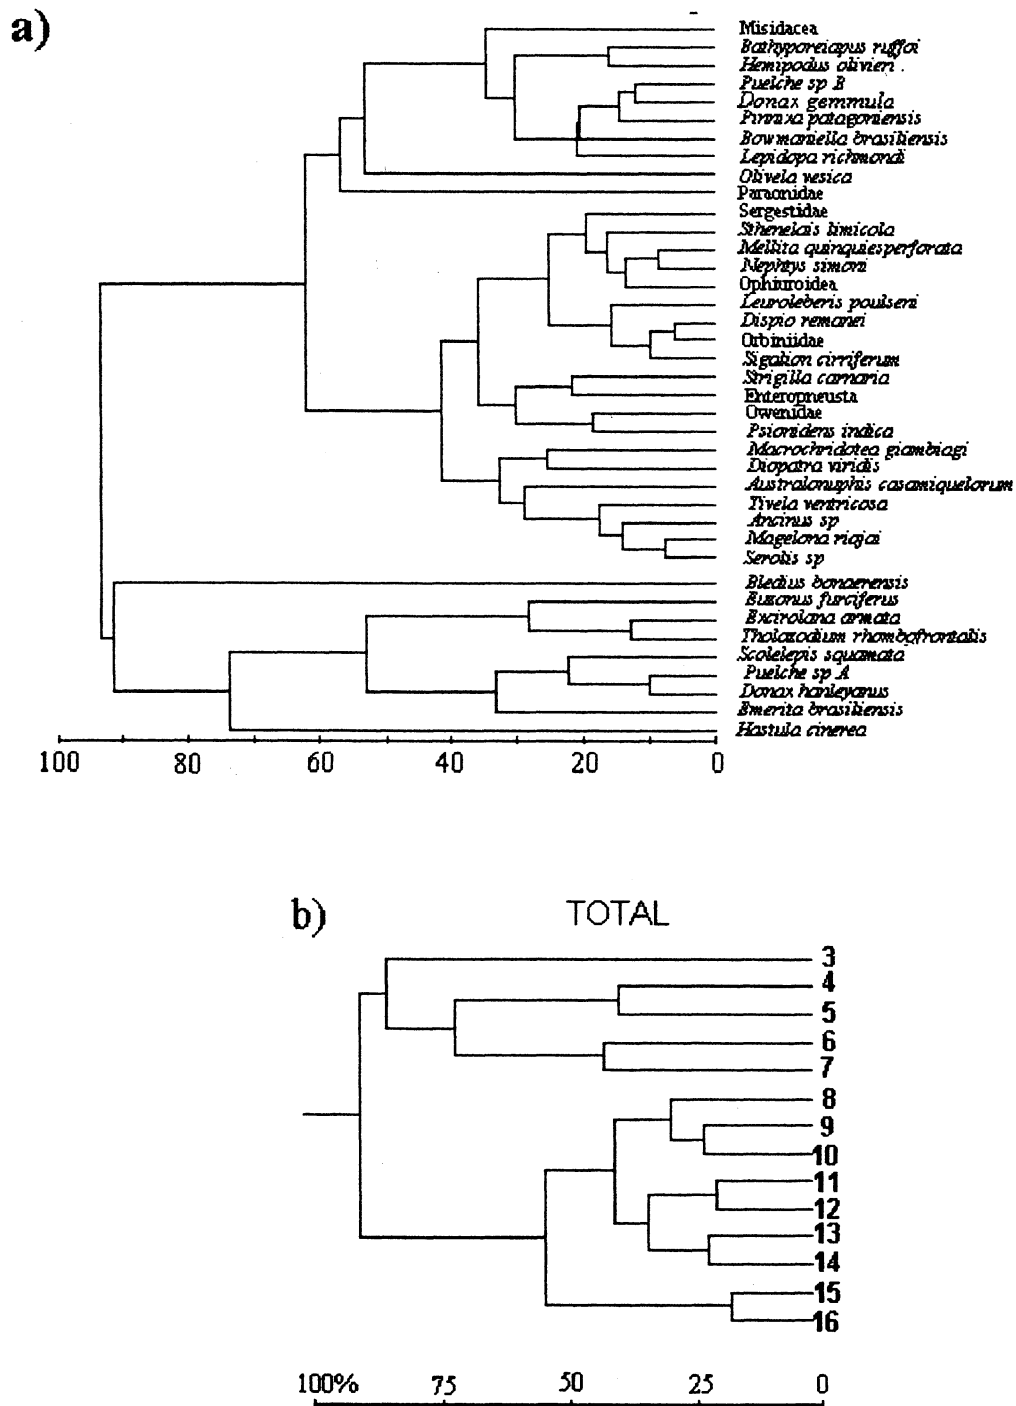 a)
Misidacea
Bathyporeiapus ruffoi
Hemipodus olivieri .
Puelche sp B
Donax gemmula
Pinnixa patagoniensis
Bowmaniella brasiliensis
Lepidopa richmondi
Olivela vesica
Paraonidae
Sergestidae
Sthenelais limicola
Mellita quinquiesperforata
Nephtys simoni
Ophiuroidea
Leuroleberis poulseni
Dispio remanei
Orbiniidae
Sigalion cirriferum
Strigilla carnaria
Enteropneusta
Owenidae
Psionidens indica
Macrochridotea giambiagi
Diopatra viridis
Australonuphis casamiquelorum
Tivela ventricosa
Ancinus sp
Magelona riojai
Serolis sp
Bledius bonaerensis
Euzonus furciferus
Excirolana armata
Tholozodium rhombofrontalis
Scolelepis squamata
Puelche sp A
Donax hanleyanus
Emerita brasiliensis
Hastula cinerea
100 80 60 40 20 0
b) TOTAL
3
4
5
6
7
8
9
10
11
12
13
14
15
16
100% 75 50 25 0